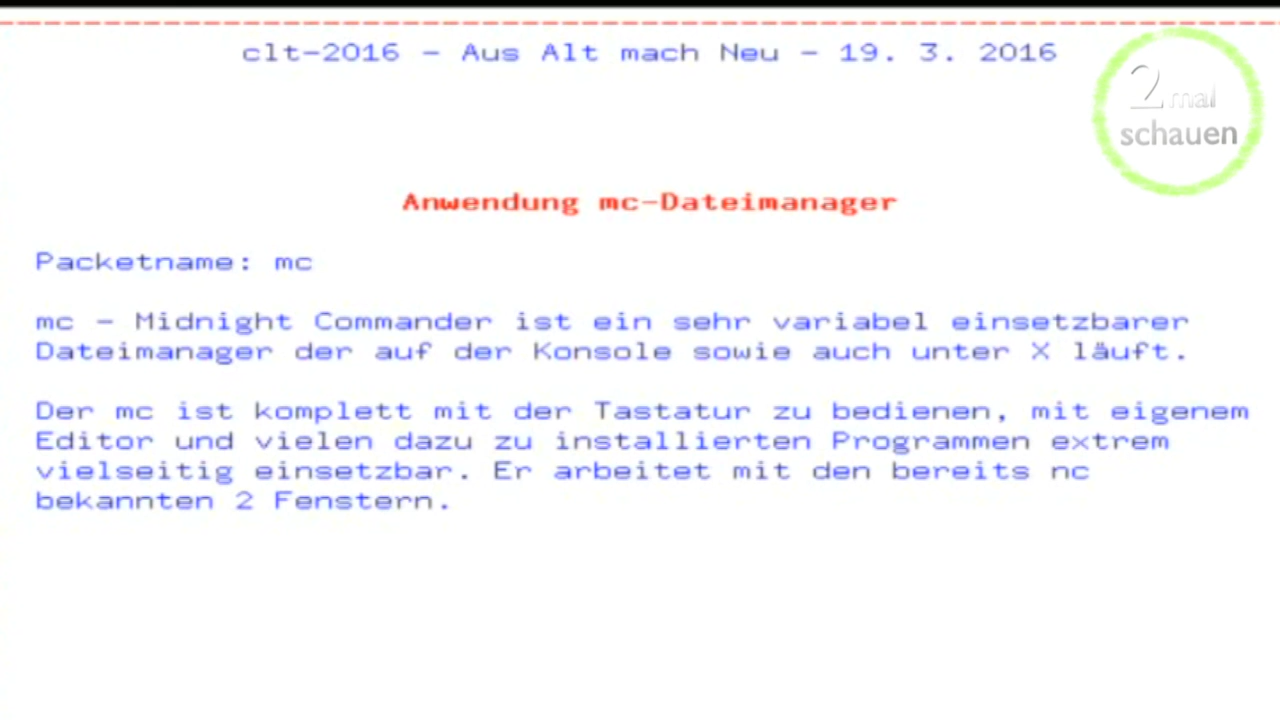 clt-2016 - Aus Alt mach Neu - 19. 3. 2016
2 mal
schauen
Anwendung mc-Dateimanager
Packetname: mc
mc - Midnight Commander ist ein sehr variabel einsetzbarer
Dateimanager der auf der Konsole sowie auch unter X läuft.
Der mc ist komplett mit der Tastatur zu bedienen, mit eigenem
Editor und vielen dazu zu installierten Programmen extrem
vielseitig einsetzbar. Er arbeitet mit den bereits nc
bekannten 2 Fenstern.